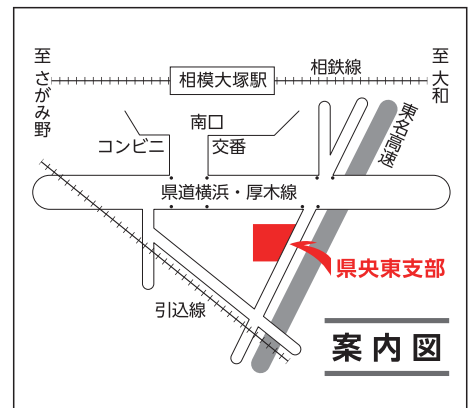 至さがみ野
相模大塚駅
相鉄線
至大和
南口
コンビニ
交番
東名高速
県道横浜・厚木線
県央東支部
引込線
案内図